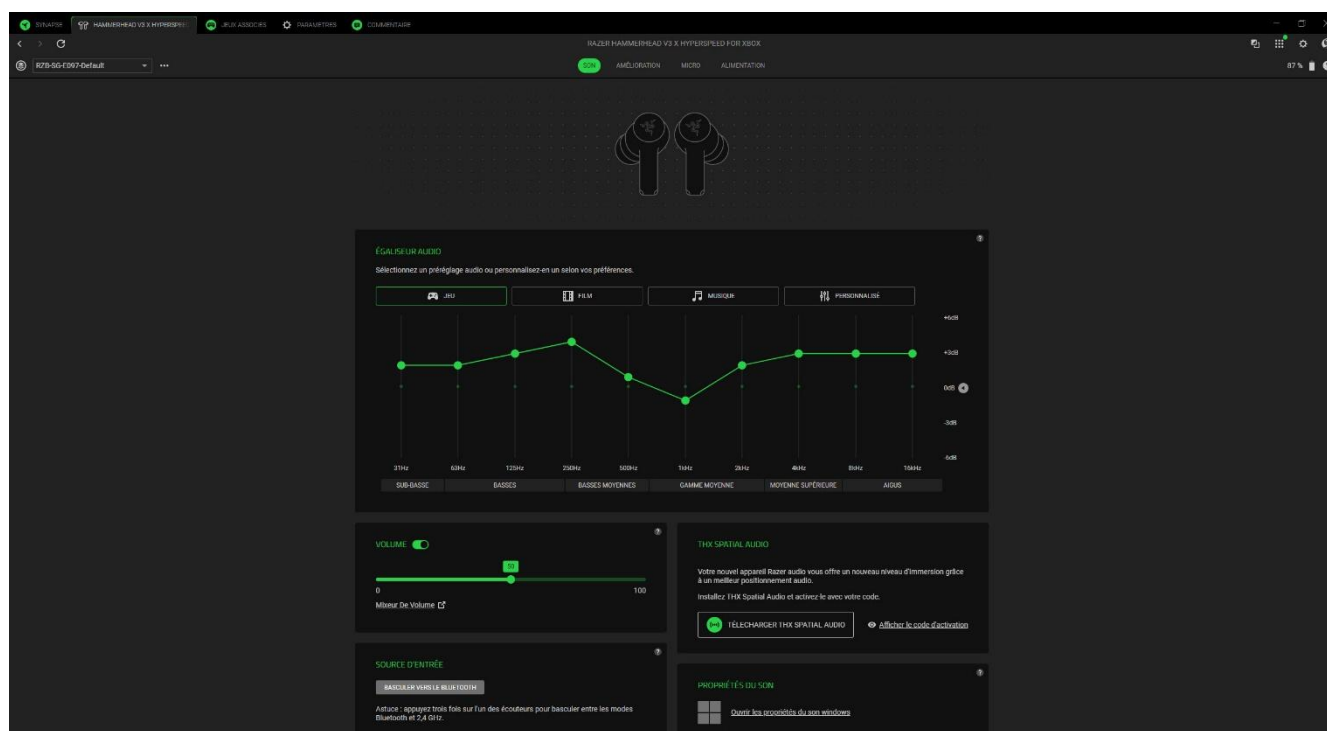 SYNAPSE
HAMMERHEAD V3 X HYPERSPEED
JEUX ASSOCIÉS
PARAMÈTRES
COMMENTAIRE
RAZER HAMMERHEAD V3 X HYPERSPEED FOR XBOX
RZB-SG-E097-Default
SON
AMÉLIORATION
MICRO
ALIMENTATION
87 %
ÉGALISEUR AUDIO
Sélectionnez un préréglage audio ou personnalisez-en un selon vos préférences.
JEU
FILM
MUSIQUE
PERSONNALISÉ
+6dB
+3dB
0dB
-3dB
-6dB
31Hz 63Hz 125Hz 250Hz 500Hz 1kHz 2kHz 4kHz 8kHz 16kHz
SUB-BASSE BASSES BASSES MOYENNES GAMME MOYENNE MOYENNE SUPÉRIEURE AIGUS
VOLUME
50
0 100
Mixeur De Volume
THX SPATIAL AUDIO
Votre nouvel appareil Razer audio vous offre un nouveau niveau d'immersion grâce
à un meilleur positionnement audio.
Installez THX Spatial Audio et activez-le avec votre code.
TÉLÉCHARGER THX SPATIAL AUDIO
Afficher le code d'activation
SOURCE D'ENTRÉE
BASCULER VERS LE BLUETOOTH
Astuce : appuyez trois fois sur l'un des écouteurs pour basculer entre les modes
Bluetooth et 2,4 GHz.
PROPRIÉTÉS DU SON
Ouvrir les propriétés du son windows